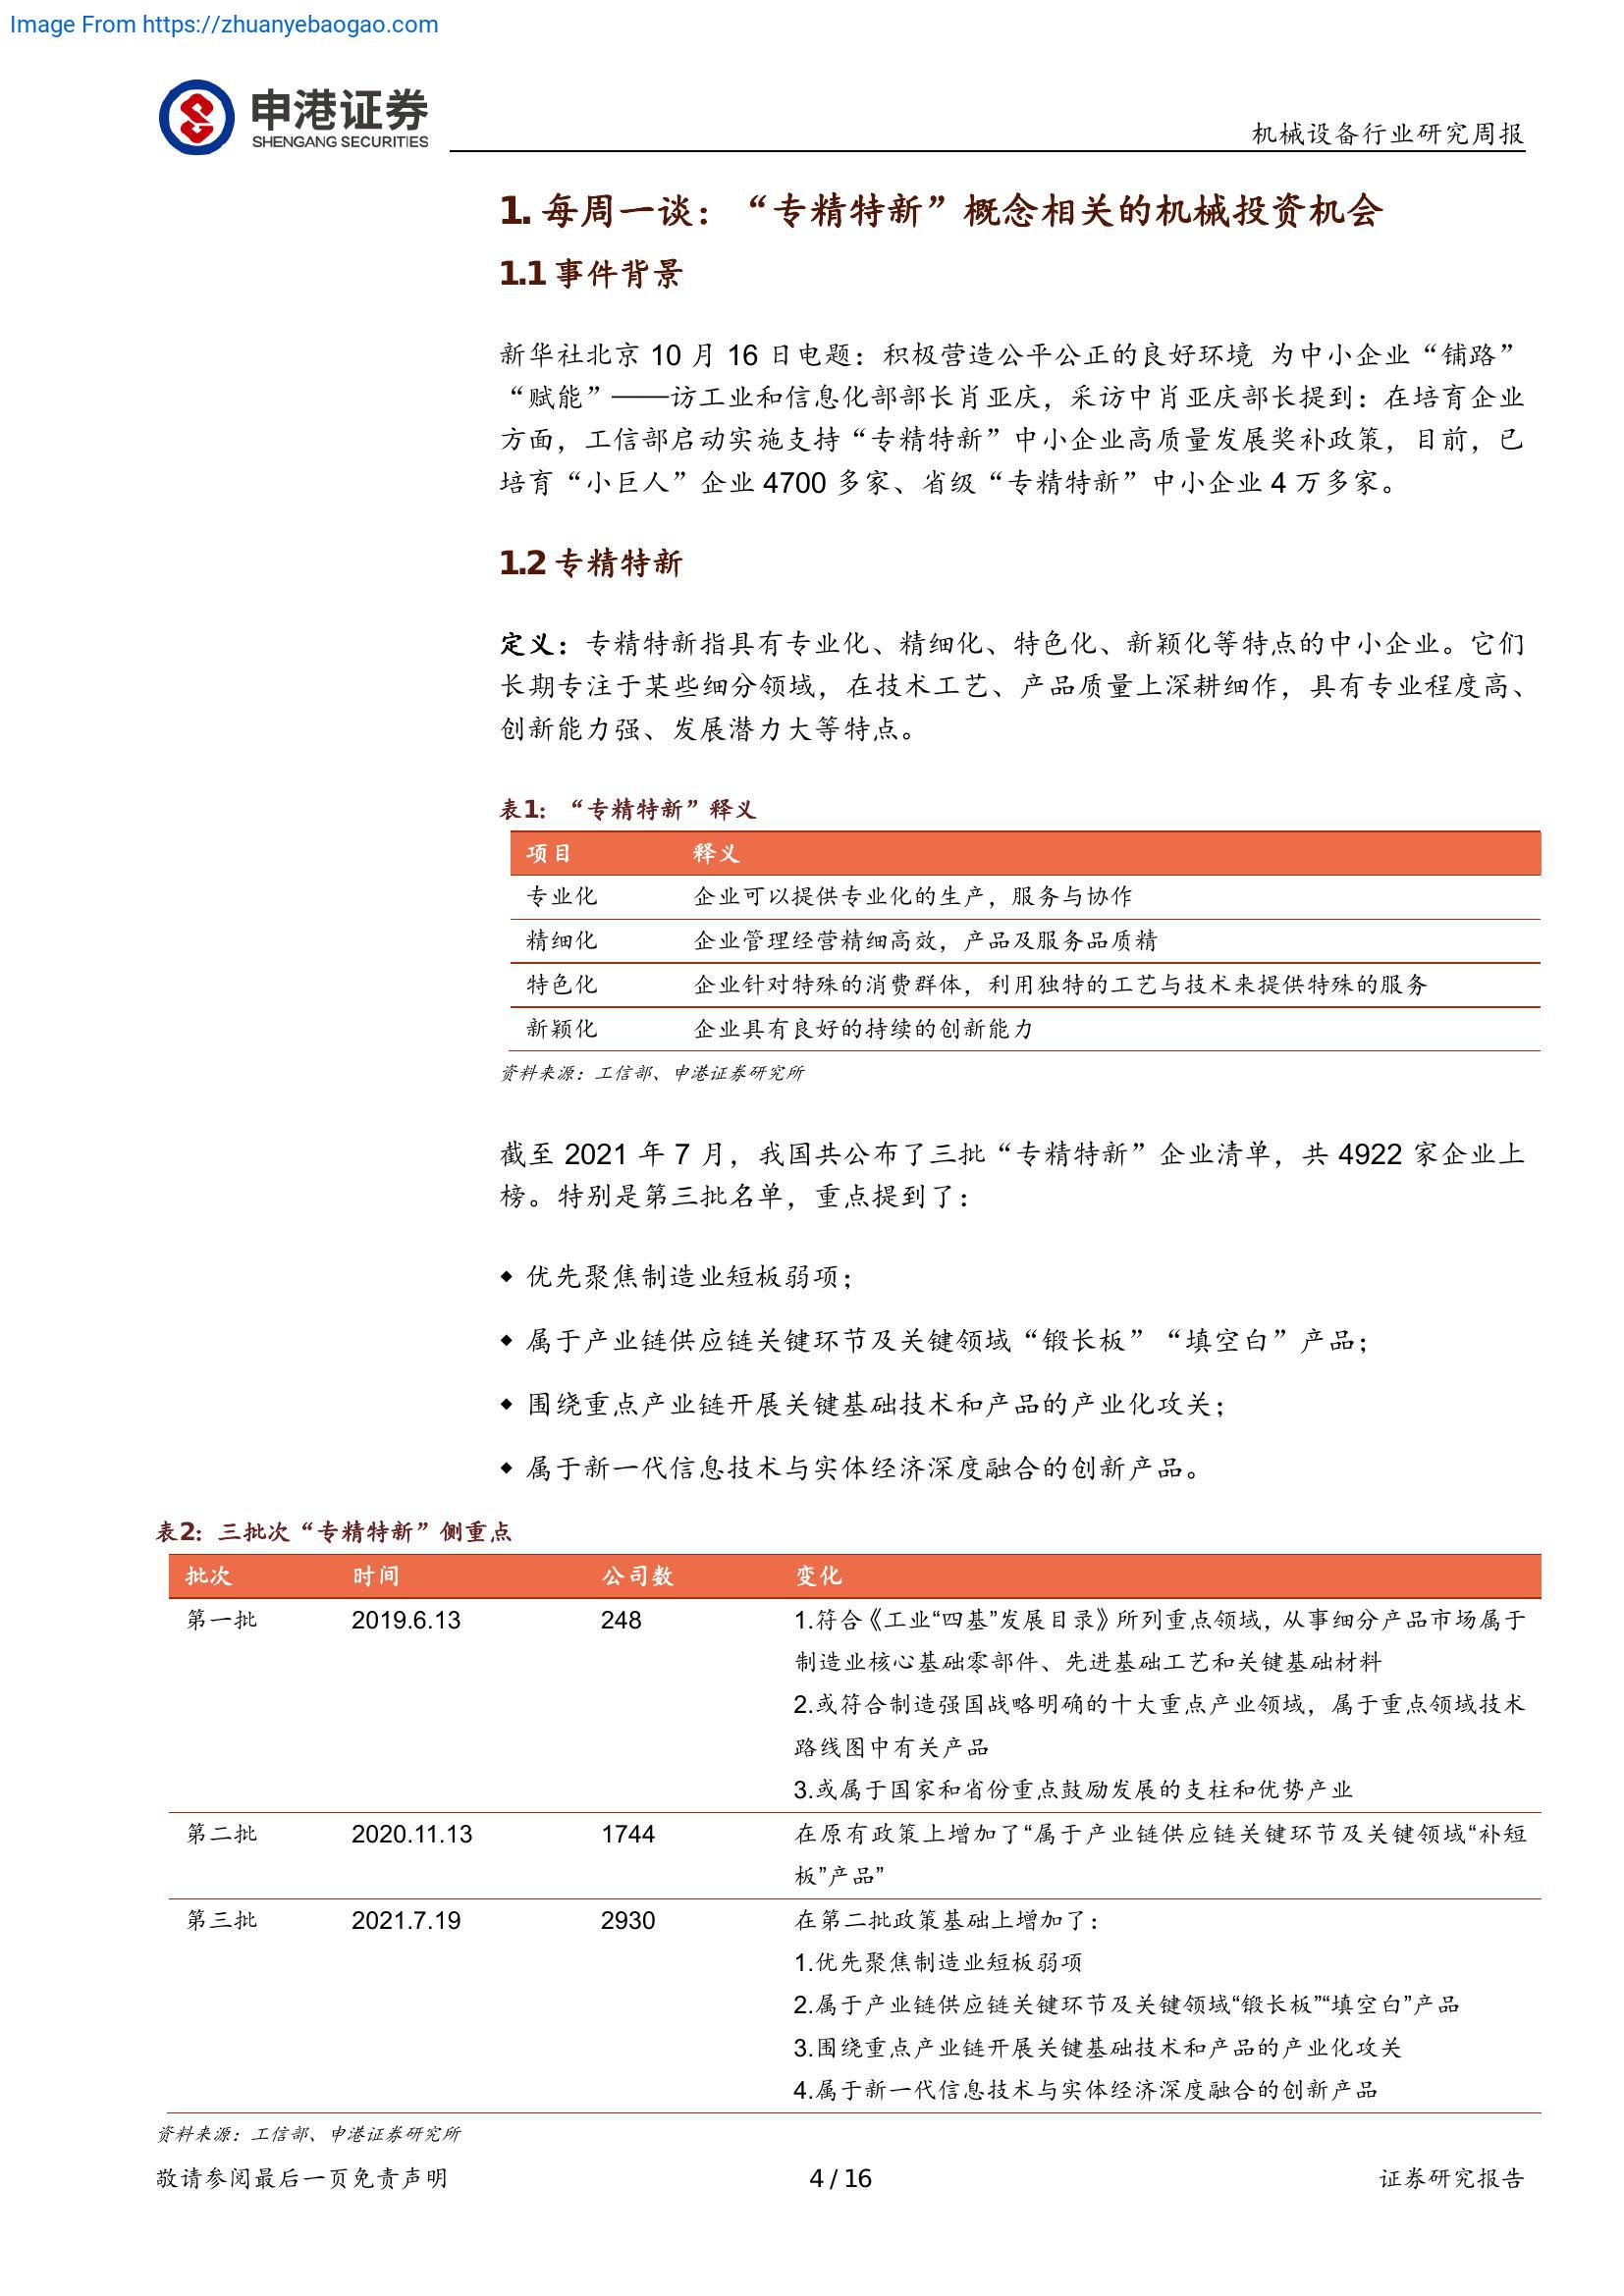 Image From https://zhuanyebaogao.com
申港证券
SHENGANG SECURITIES
机械设备行业研究周报
1. 每周一谈：“专精特新”概念相关的机械投资机会
1.1 事件背景
新华社北京 10 月 16 日电题：积极营造公平公正的良好环境 为中小企业“铺路”
“赋能”——访工业和信息化部部长肖亚庆，采访中肖亚庆部长提到：在培育企业
方面，工信部启动实施支持“专精特新”中小企业高质量发展奖补政策，目前，已
培育“小巨人”企业 4700 多家、省级“专精特新”中小企业 4 万多家。
1.2 专精特新
定义：专精特新指具有专业化、精细化、特色化、新颖化等特点的中小企业。它们
长期专注于某些细分领域，在技术工艺、产品质量上深耕细作，具有专业程度高、
创新能力强、发展潜力大等特点。
表1：“专精特新”释义
项目 释义
专业化 企业可以提供专业化的生产，服务与协作
精细化 企业管理经营精细高效，产品及服务品质精
特色化 企业针对特殊的消费群体，利用独特的工艺与技术来提供特殊的服务
新颖化 企业具有良好的持续的创新能力
资料来源：工信部、申港证券研究所
截至 2021 年 7 月，我国共公布了三批“专精特新”企业清单，共 4922 家企业上
榜。特别是第三批名单，重点提到了：
◆ 优先聚焦制造业短板弱项；
◆ 属于产业链供应链关键环节及关键领域“锻长板”“填空白”产品；
◆ 围绕重点产业链开展关键基础技术和产品的产业化攻关；
◆ 属于新一代信息技术与实体经济深度融合的创新产品。
表2：三批次“专精特新”侧重点
批次 时间 公司数 变化
第一批 2019.6.13 248 1.符合《工业“四基”发展目录》所列重点领域，从事细分产品市场属于
制造业核心基础零部件、先进基础工艺和关键基础材料
2.或符合制造强国战略明确的十大重点产业领域，属于重点领域技术
路线图中有关产品
3.或属于国家和省份重点鼓励发展的支柱和优势产业
第二批 2020.11.13 1744 在原有政策上增加了“属于产业链供应链关键环节及关键领域“补短
板”产品”
第三批 2021.7.19 2930 在第二批政策基础上增加了：
1.优先聚焦制造业短板弱项
2.属于产业链供应链关键环节及关键领域“锻长板”“填空白”产品
3.围绕重点产业链开展关键基础技术和产品的产业化攻关
4.属于新一代信息技术与实体经济深度融合的创新产品
资料来源：工信部、申港证券研究所
敬请参阅最后一页免责声明 4 / 16 证券研究报告